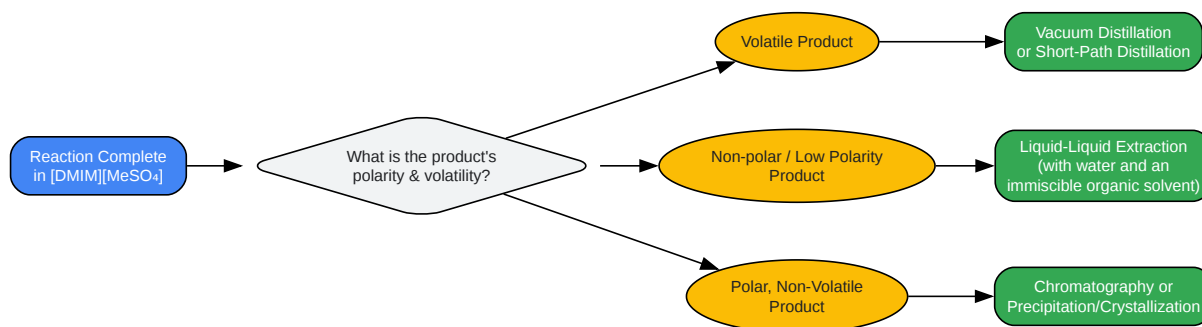 Reaction Complete
in [DMIM][MeSO₄]
What is the product's
polarity & volatility?
Volatile Product
Vacuum Distillation
or Short-Path Distillation
Non-polar / Low Polarity
Product
Liquid-Liquid Extraction
(with water and an
immiscible organic solvent)
Polar, Non-Volatile
Product
Chromatography or
Precipitation/Crystallization